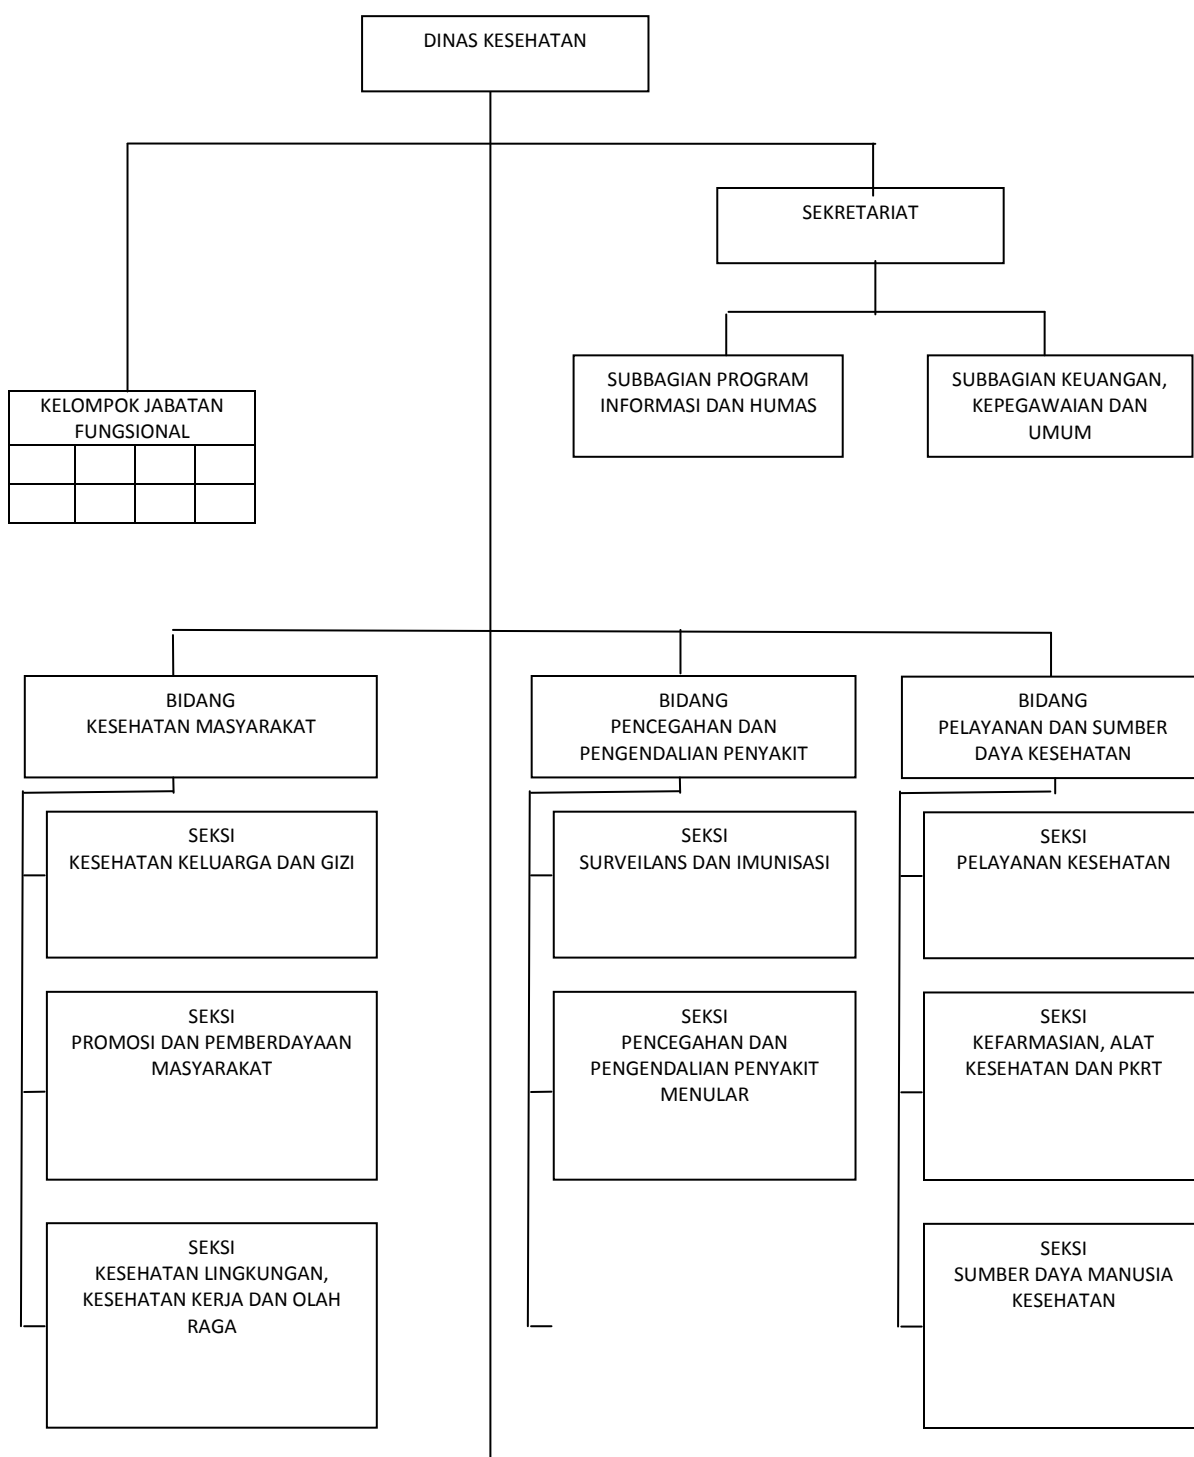 DINAS KESEHATAN
SEKRETARIAT
SUBBAGIAN PROGRAM
INFORMASI DAN HUMAS
SUBBAGIAN KEUANGAN,
KEPEGAWAIAN DAN
UMUM
KELOMPOK JABATAN
FUNGSIONAL
BIDANG
KESEHATAN MASYARAKAT
BIDANG
PENCEGAHAN DAN
PENGENDALIAN PENYAKIT
BIDANG
PELAYANAN DAN SUMBER
DAYA KESEHATAN
SEKSI
KESEHATAN KELUARGA DAN GIZI
SEKSI
SURVEILANS DAN IMUNISASI
SEKSI
PELAYANAN KESEHATAN
SEKSI
PROMOSI DAN PEMBERDAYAAN
MASYARAKAT
SEKSI
PENCEGAHAN DAN
PENGENDALIAN PENYAKIT
MENULAR
SEKSI
KEFARMASIAN, ALAT
KESEHATAN DAN PKRT
SEKSI
KESEHATAN LINGKUNGAN,
KESEHATAN KERJA DAN OLAH
RAGA
SEKSI
SUMBER DAYA MANUSIA
KESEHATAN